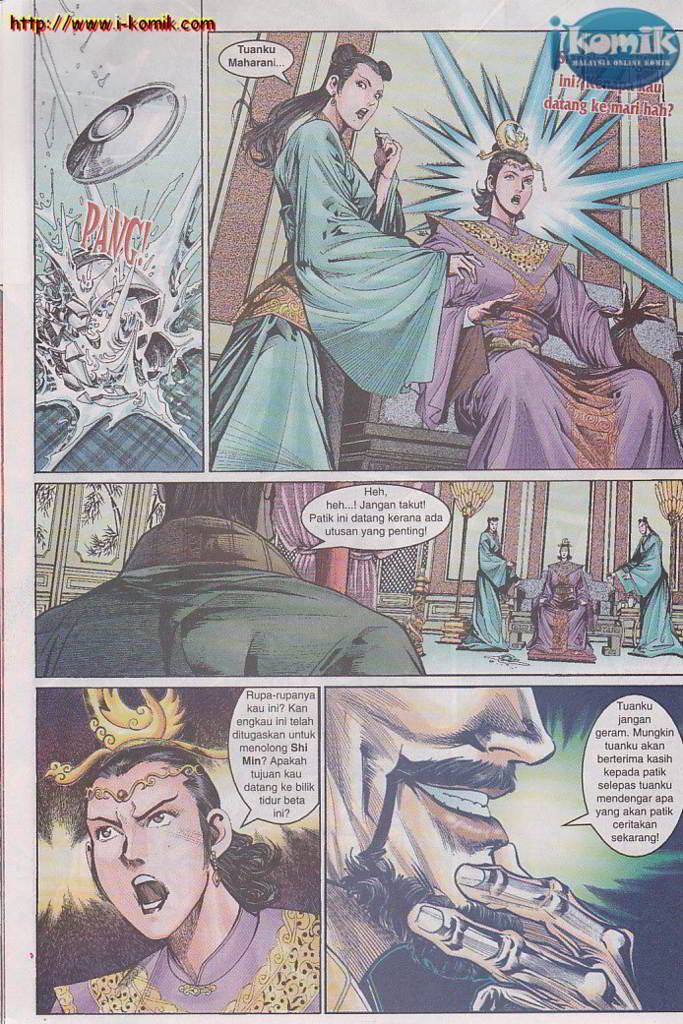 http://www.i-komik.com
ikomik
MALAYSIA ONLINE KOMIK
PANG!
Tuanku
Maharani...
ini? kau
datang ke mari hah?
Heh,
heh...! Jangan takut!
Patik ini datang kerana ada
utusan yang penting!
Rupa-rupanya
kau ini? Kan
engkau ini telah
ditugaskan untuk
menolong Shi
Min? Apakah
tujuan kau
datang ke bilik
tidur beta
ini?
Tuanku
jangan
geram. Mungkin
tuanku akan
berterima kasih
kepada patik
selepas tuanku
mendengar apa
yang akan patik
ceritakan
sekarang!